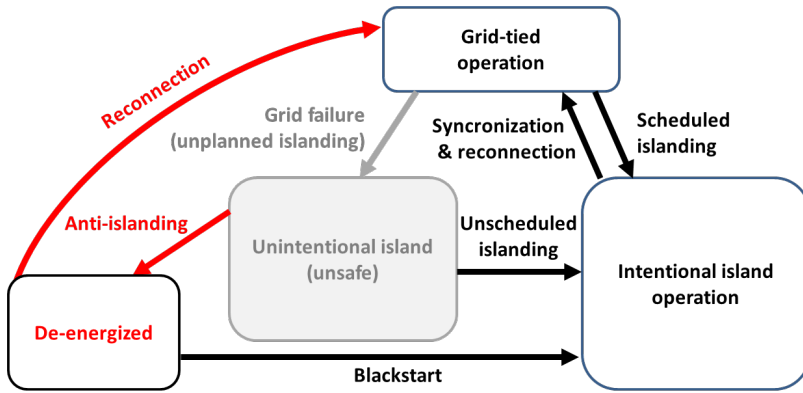 Grid-tied
operation
Reconnection
Grid failure
(unplanned islanding)
Syncronization
& reconnection
Scheduled
islanding
Anti-islanding
Unintentional island
(unsafe)
Unscheduled
islanding
Intentional island
operation
De-energized
Blackstart